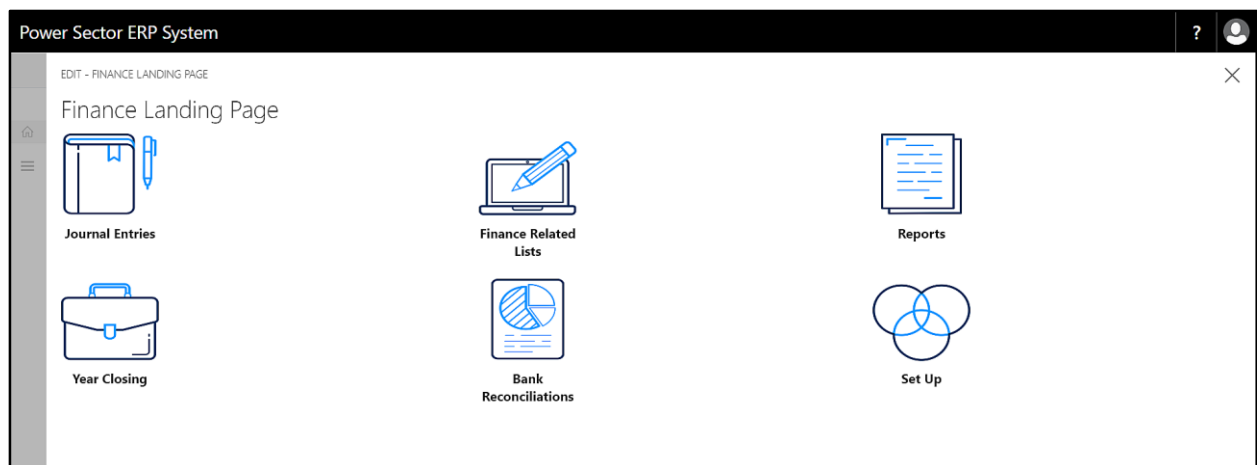 Power Sector ERP System
?
EDIT - FINANCE LANDING PAGE
Finance Landing Page
Journal Entries
Finance Related
Lists
Reports
Year Closing
Bank
Reconciliations
Set Up